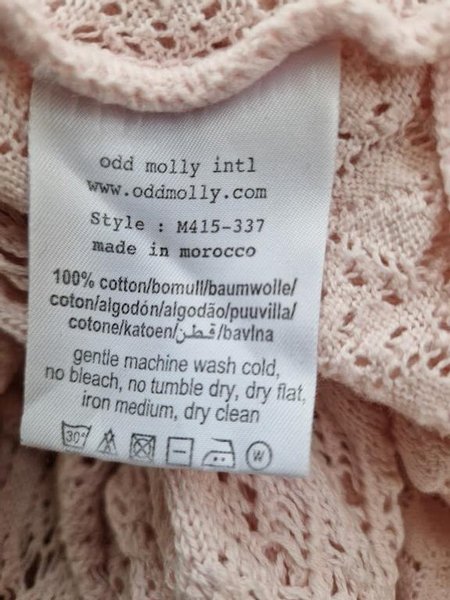 odd molly intl
www.oddmolly.com
Style : M415-337
made in morocco
100% cotton/bomull/baumwolle/
coton/algodón/algodão/puuvilla/
cotone/katoen/قطن/bavlna
gentle machine wash cold,
no bleach, no tumble dry, dry flat,
iron medium, dry clean
30° W